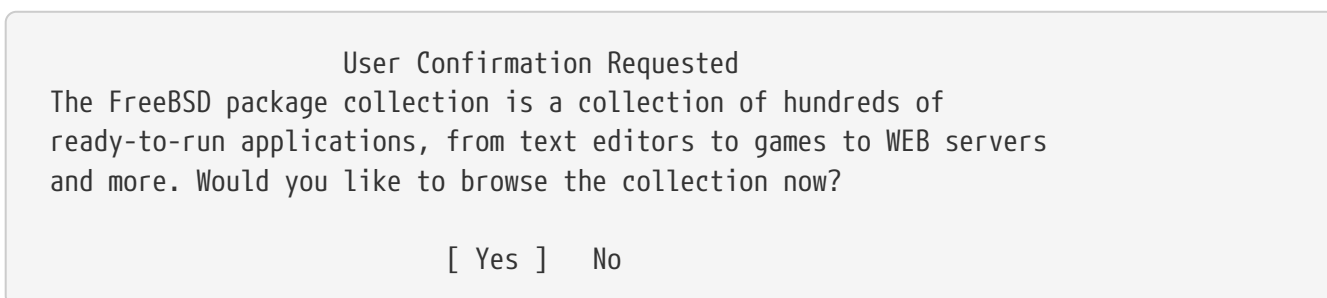 User Confirmation Requested
The FreeBSD package collection is a collection of hundreds of
ready-to-run applications, from text editors to games to WEB servers
and more. Would you like to browse the collection now?
[ Yes ]   No